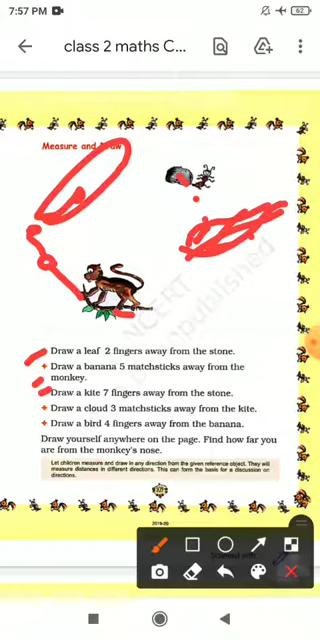 7:57 PM
62
class 2 maths C...
Measure and Draw
NCERT
republished
Draw a leaf 2 fingers away from the stone.
Draw a banana 5 matchsticks away from the
monkey.
Draw a kite 7 fingers away from the stone.
Draw a cloud 3 matchsticks away from the kite.
Draw a bird 4 fingers away from the banana.
Draw yourself anywhere on the page. Find how far you
are from the monkey's nose.
Let children measure and draw in any direction from the given reference object. They will
measure distances in different directions. This can form the basis for a discussion on
directions.
2019-20